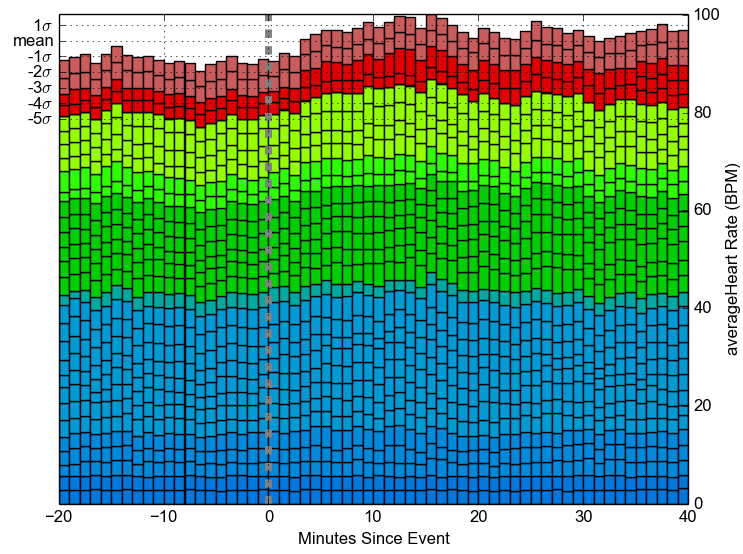 1σ
mean
-1σ
-2σ
-3σ
-4σ
-5σ
100
80
60
40
20
0
averageHeart Rate (BPM)
−20 −10 0 10 20 30 40
Minutes Since Event